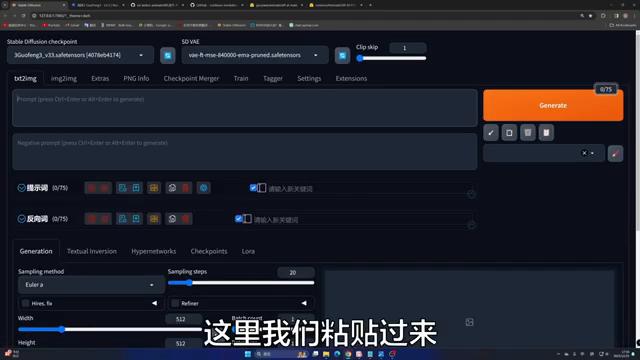 Stable Diffusion checkpoint
SD VAE
Clip skip
1
3Guofeng3_v33.safetensors [4078eb4174]
vae-ft-mse-840000-ema-pruned.safetensors
txt2img
img2img
Extras
PNG Info
Checkpoint Merger
Train
Tagger
Settings
Extensions
0/75
Prompt (press Ctrl+Enter or Alt+Enter to generate)
Generate
Negative prompt (press Ctrl+Enter or Alt+Enter to generate)
提示词 (0/75)
请输入新关键词
反向词 (0/75)
请输入新关键词
Generation
Textual Inversion
Hypernetworks
Checkpoints
Lora
Sampling method
Sampling steps
20
Euler a
Hires. fix
Refiner
Width
512
Batch count
Height
512
这里我们粘贴过来